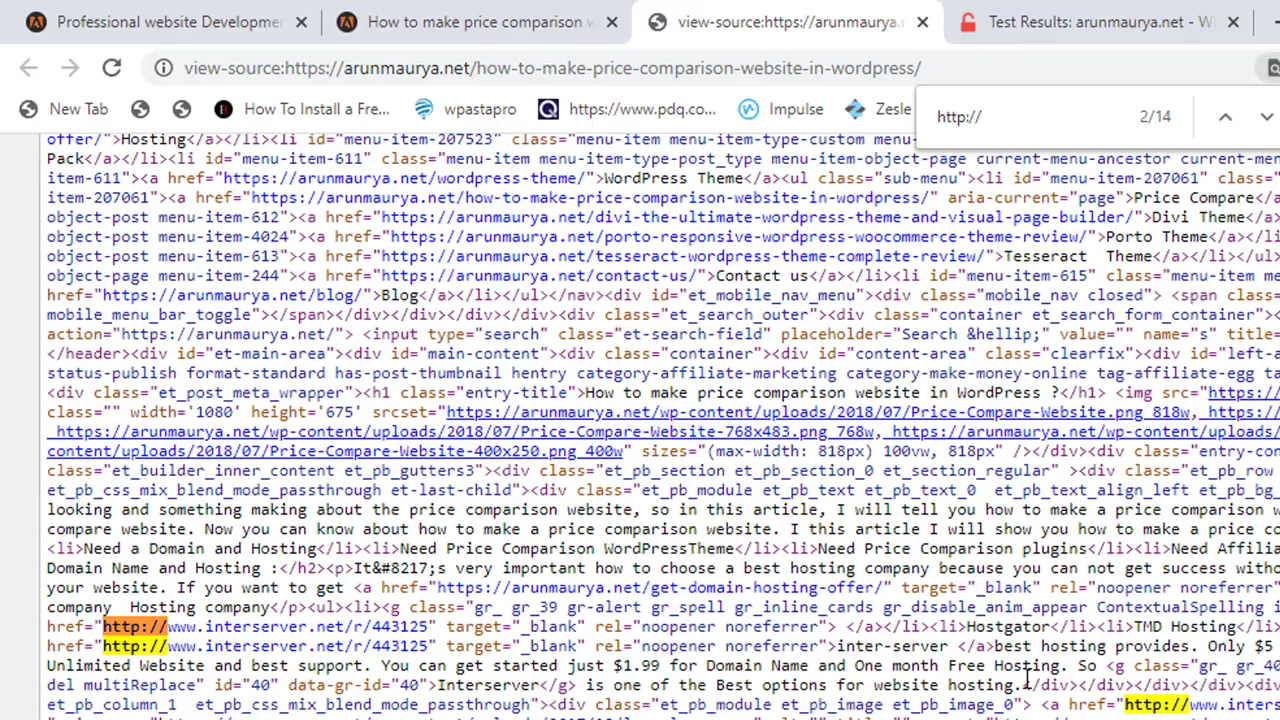 Professional website Developmen
How to make price comparison w
view-source:https://arunmaurya.n
Test Results: arunmaurya.net - W
view-source:https://arunmaurya.net/how-to-make-price-comparison-website-in-wordpress/
New Tab
How To Install a Fre...
wpastapro
https://www.pdq.co...
Impulse
Zesle
http://
2/14
offer/">Hosting</a></li><li id="menu-item-207523" class="menu-item menu-item-type-custom menu-
Pack</a></li><li id="menu-item-611" class="menu-item menu-item-type-post_type menu-item-object-page current-menu-ancestor current-men
item-611"><a href="https://arunmaurya.net/wordpress-theme/">WordPress Theme</a><ul class="sub-menu"><li id="menu-item-207061" class="
item-207061"><a href="https://arunmaurya.net/how-to-make-price-comparison-website-in-wordpress/" aria-current="page">Price Compare</a
object-post menu-item-612"><a href="https://arunmaurya.net/divi-the-ultimate-wordpress-theme-and-visual-page-builder/">Divi Theme</a>
object-post menu-item-4024"><a href="https://arunmaurya.net/porto-responsive-wordpress-woocommerce-theme-review/">Porto Theme</a></li
object-post menu-item-613"><a href="https://arunmaurya.net/tesseract-wordpress-theme-complete-review/">Tesseract Theme</a></li
object-page menu-item-244"><a href="https://arunmaurya.net/contact-us/">Contact us</a></li><li id="menu-item-615" class="menu-item me
href="https://arunmaurya.net/blog/">Blog</a></li></ul></nav><div id="et_mobile_nav_menu"><div class="mobile_nav closed"> <span class=
mobile_menu_bar_toggle"></span></div></div></div></div><div class="et_search_outer"><div class="container et_search_form_container"><
action="https://arunmaurya.net/"> <input type="search" class="et-search-field" placeholder="Search &hellip;" value="" name="s" title=
</header><div id="et-main-area"><div id="main-content"><div class="container"><div id="content-area" class="clearfix"><div id="left-a
status-publish format-standard has-post-thumbnail hentry category-affiliate-marketing category-make-money-online tag-affiliate-egg ta
<div class="et_post_meta_wrapper"><h1 class="entry-title">How to make price comparison website in WordPress ?</h1> <img src="https://
class="" width='1080' height='675' srcset="https://arunmaurya.net/wp-content/uploads/2018/07/Price-Compare-Website.png 818w, https://
https://arunmaurya.net/wp-content/uploads/2018/07/Price-Compare-Website-768x483.png 768w, https://arunmaurya.net/wp-content/uploads/
content/uploads/2018/07/Price-Compare-Website-400x250.png 400w" sizes="(max-width: 818px) 100vw, 818px" /></div><div class="entry-con
class="et_builder_inner_content et_pb_gutters3"><div class="et_pb_section et_pb_section_0 et_section_regular" ><div class="et_pb_row
et_pb_css_mix_blend_mode_passthrough et-last-child"><div class="et_pb_module et_pb_text et_pb_text_0 et_pb_text_align_left et_pb_bg_
looking and something making about the price comparison website, so in this article, I will tell you how to make a price comparison w
compare website. Now you can know about how to make a price comparison website. I this article I will show you how to make a price co
<li>Need a Domain and Hosting</li><li>Need Price Comparison WordPressTheme</li><li>Need Price Comparison plugins</li><li>Need Affilia
Domain Name and Hosting :</h2><p>It&#8217;s very important how to choose a best hosting company because you can not get success witho
your website. If you want to get <a href="https://arunmaurya.net/get-domain-hosting-offer/" target="_blank" rel="noopener noreferrer"
company Hosting company</p><ul><li><g class="gr_ gr_39 gr-alert gr_spell gr_inline_cards gr_disable_anim_appear ContextualSpelling i
href="http://www.interserver.net/r/443125" target="_blank" rel="noopener noreferrer"> </a></li><li>Hostgator</li><li>TMD Hosting</li>
href="http://www.interserver.net/r/443125" target="_blank" rel="noopener noreferrer">inter-server </a>best hosting provides. Only $5
Unlimited Website and best support. You can get started just $1.99 for Domain Name and One month Free Hosting. So <g class="gr_ gr_40
del multiReplace" id="40" data-gr-id="40">Interserver</g> is one of the Best options for website hosting.</div></div></div></div><div
et_pb_column_1 et_pb_css_mix_blend_mode_passthrough"><div class="et_pb_module et_pb_image et_pb_image_0"> <a href="http://www.inters